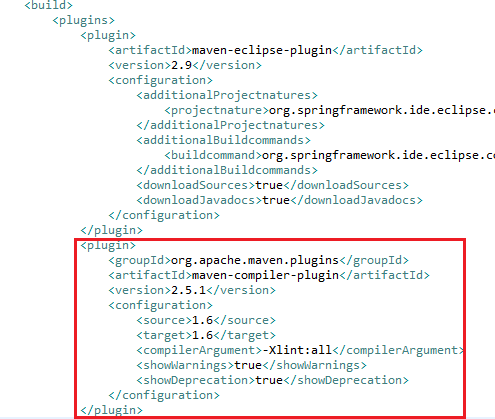 <build>
<plugins>
<plugin>
<artifactId>maven-eclipse-plugin</artifactId>
<version>2.9</version>
<configuration>
<additionalProjectnatures>
<projectnature>org.springframework.ide.eclipse.c
</additionalProjectnatures>
<additionalBuildcommands>
<buildcommand>org.springframework.ide.eclipse.co
</additionalBuildcommands>
<downloadSources>true</downloadSources>
<downloadJavadocs>true</downloadJavadocs>
</configuration>
</plugin>
<plugin>
<groupId>org.apache.maven.plugins</groupId>
<artifactId>maven-compiler-plugin</artifactId>
<version>2.5.1</version>
<configuration>
<source>1.6</source>
<target>1.6</target>
<compilerArgument>-Xlint:all</compilerArgument>
<showWarnings>true</showWarnings>
<showDeprecation>true</showDeprecation>
</configuration>
</plugin>